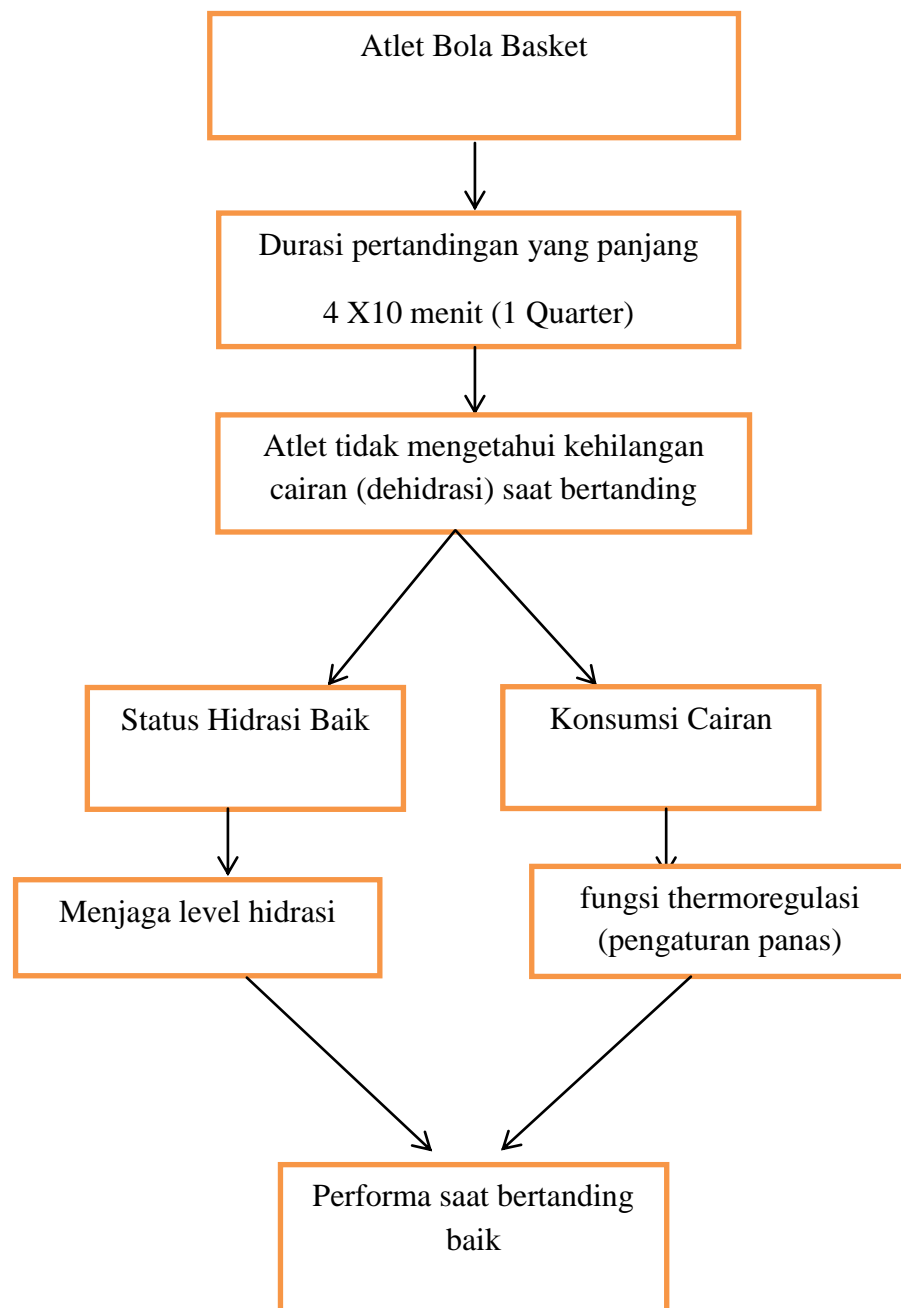 Atlet Bola Basket
Durasi pertandingan yang panjang
4 X10 menit (1 Quarter)
Atlet tidak mengetahui kehilangan
cairan (dehidrasi) saat bertanding
Status Hidrasi Baik
Konsumsi Cairan
Menjaga level hidrasi
fungsi thermoregulasi
(pengaturan panas)
Performa saat bertanding
baik